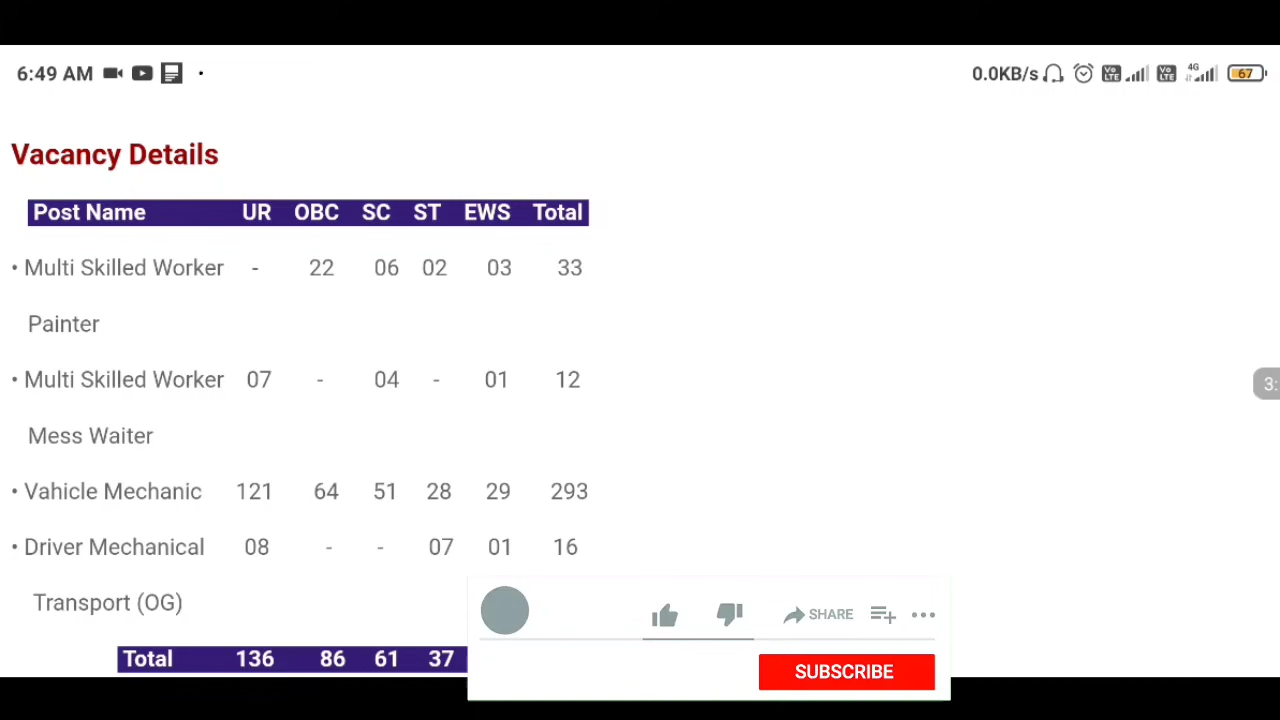 6:49 AM
0.0KB/s
4G
67
Vacancy Details
Post Name UR OBC SC ST EWS Total
• Multi Skilled Worker - 22 06 02 03 33
Painter
• Multi Skilled Worker 07 - 04 - 01 12
Mess Waiter
• Vahicle Mechanic 121 64 51 28 29 293
• Driver Mechanical 08 - - 07 01 16
Transport (OG)
Total 136 86 61 37
3:
SHARE
SUBSCRIBE